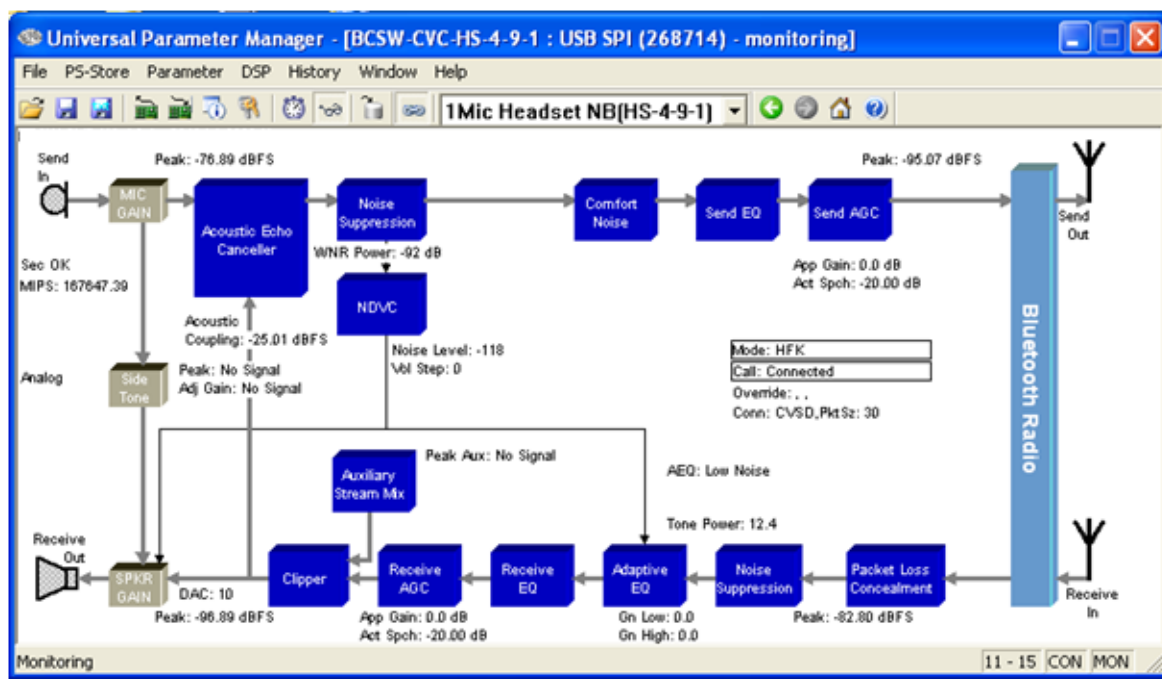 Universal Parameter Manager - [BCSW-CVC-HS-4-9-1 : USB SPI (268714) - monitoring]
File PS-Store Parameter DSP History Window Help
1Mic Headset NB[HS-4-9-1)
Send
In
Peak: -76.89 dBFS
Peak: -95.07 dBFS
MIC
GAIN
Acoustic Echo
Canceller
Noise
Suppression
Comfort
Noise
Send EQ
Send AGC
Send
Out
WNR Power: -92 dB
Sec OK
MIPS: 167647.39
App Gain: 0.0 dB
Act Spch: -20.00 dB
NDVC
Acoustic
Coupling: -25.01 dBFS
Noise Level: -118
Vol Step: 0
Mode: HFK
Call: Connected
Override: , ,
Conn: CVSD,PktSz: 30
Bluetooth Radio
Analog
Side
Tone
Peak: No Signal
Adj Gain: No Signal
Peak Aux: No Signal
Auxiliary
Stream Mix
AEQ: Low Noise
Tone Power: 12.4
Receive
Out
SPKR
GAIN
DAC: 10
Clipper
Receive
AGC
Receive
EQ
Adaptive
EQ
Noise
Suppression
Packet Loss
Concealment
Receive
In
Peak: -96.89 dBFS
App Gain: 0.0 dB
Act Spch: -20.00 dB
Gn Low: 0.0
Gn High: 0.0
Peak: -82.80 dBFS
Monitoring
11 - 15 CON MON